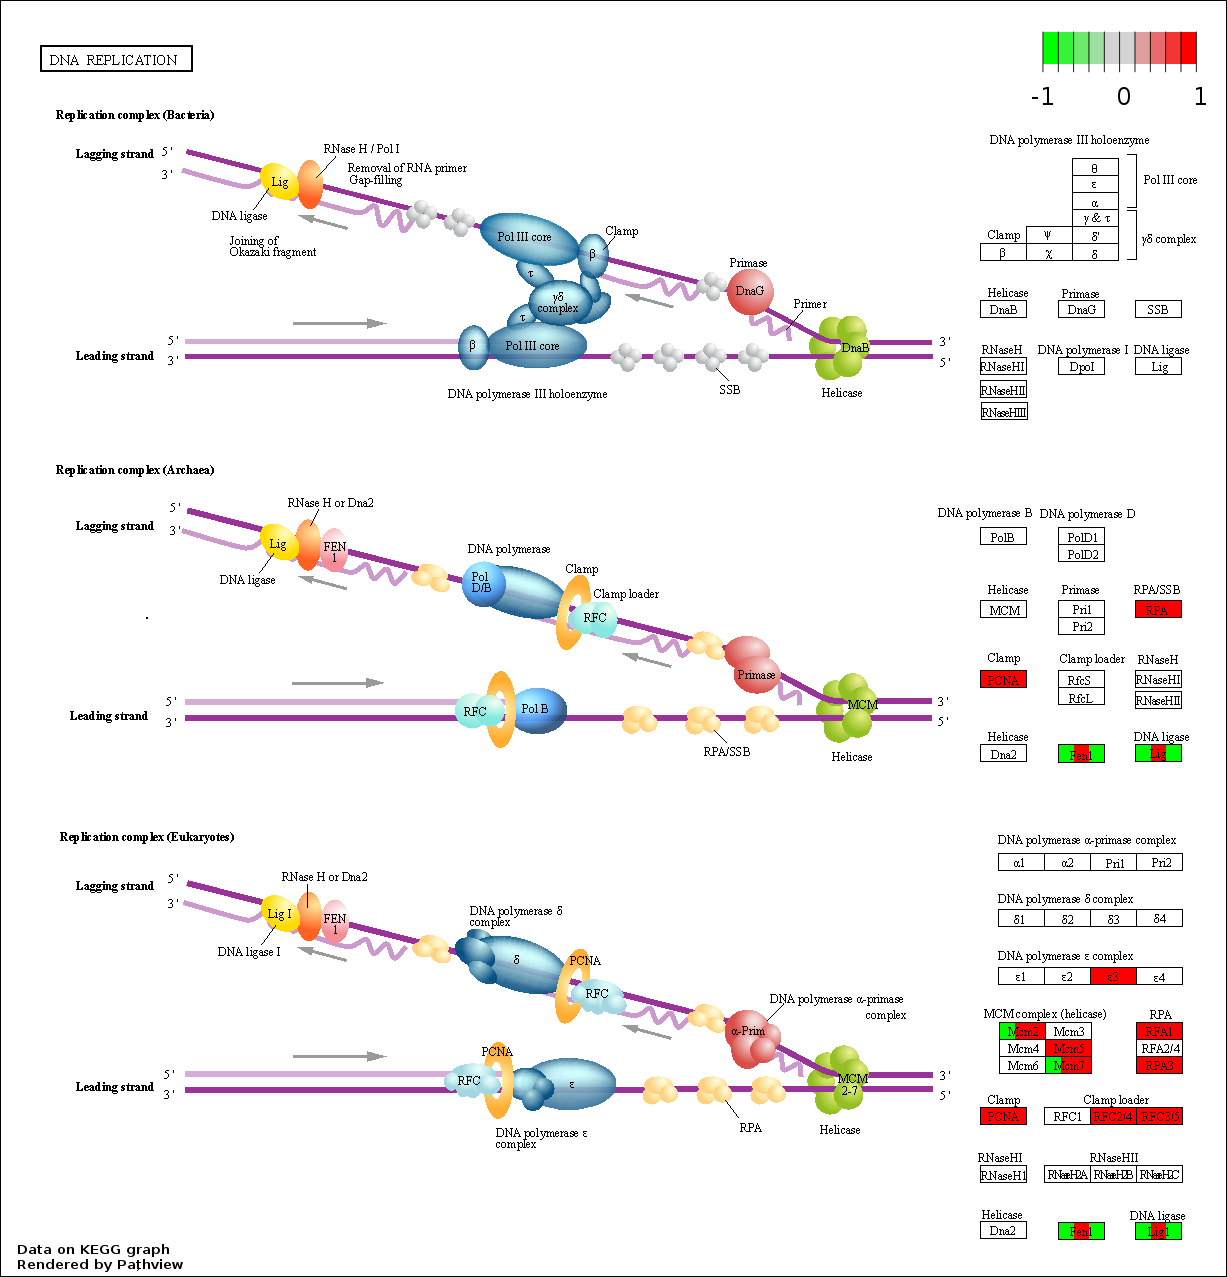 DNA REPLICATION
-1 0 1
Replication complex (Bacteria)
Lagging strand
5'
3'
Lig
RNase H / Pol I
Removal of RNA primer
Gap-filling
DNA ligase
Joining of
Okazaki fragment
Pol III core
Clamp
β
τ
γδ
complex
τ
Primase
DnaG
Primer
Leading strand
5'
3'
β
Pol III core
DnaB
3'
5'
SSB
Helicase
DNA polymerase III holoenzyme
DNA polymerase III holoenzyme
θ
ε
α
Pol III core
γ & τ
Clamp
ψ
δ'
γδ complex
β
χ
δ
Helicase
DnaB
Primase
DnaG
SSB
RNaseH
RNaseHI
RNaseHII
RNaseHIII
DNA polymerase I
DpoI
DNA ligase
Lig
Replication complex (Archaea)
Lagging strand
5'
3'
Lig
RNase H or Dna2
FEN
1
DNA ligase
DNA polymerase
Pol
D/B
Clamp
Clamp loader
RFC
Primase
Leading strand
5'
3'
RFC
Pol B
RPA/SSB
MCM
3'
5'
Helicase
DNA polymerase B
PolB
DNA polymerase D
PolD1
PolD2
Helicase
MCM
Primase
Pri1
Pri2
RPA/SSB
RPA
Clamp
PCNA
Clamp loader
RfcS
RfcL
RNaseH
RNaseHI
RNaseHII
Helicase
Dna2
Fen1
DNA ligase
Lig
Replication complex (Eukaryotes)
Lagging strand
5'
3'
Lig I
RNase H or Dna2
FEN
1
DNA ligase I
DNA polymerase δ
complex
δ
PCNA
RFC
DNA polymerase α-primase
complex
α-Prim
Leading strand
5'
3'
RFC
PCNA
ε
DNA polymerase ε
complex
RPA
MCM
2-7
3'
5'
Helicase
DNA polymerase α-primase complex
α1 α2 Pri1 Pri2
DNA polymerase δ complex
δ1 δ2 δ3 δ4
DNA polymerase ε complex
ε1 ε2 ε3 ε4
MCM complex (helicase)
Mcm2 Mcm3
Mcm4 Mcm5
Mcm6 Mcm7
RPA
RFA1
RFA2/4
RPA3
Clamp
PCNA
Clamp loader
RFC1 RFC2/4 RFC3/5
RNaseHI
RNaseH1
RNaseHII
RNaseH2A RNaseH2B RNaseH2C
Helicase
Dna2
Fen1
DNA ligase
Lig1
Data on KEGG graph
Rendered by Pathview